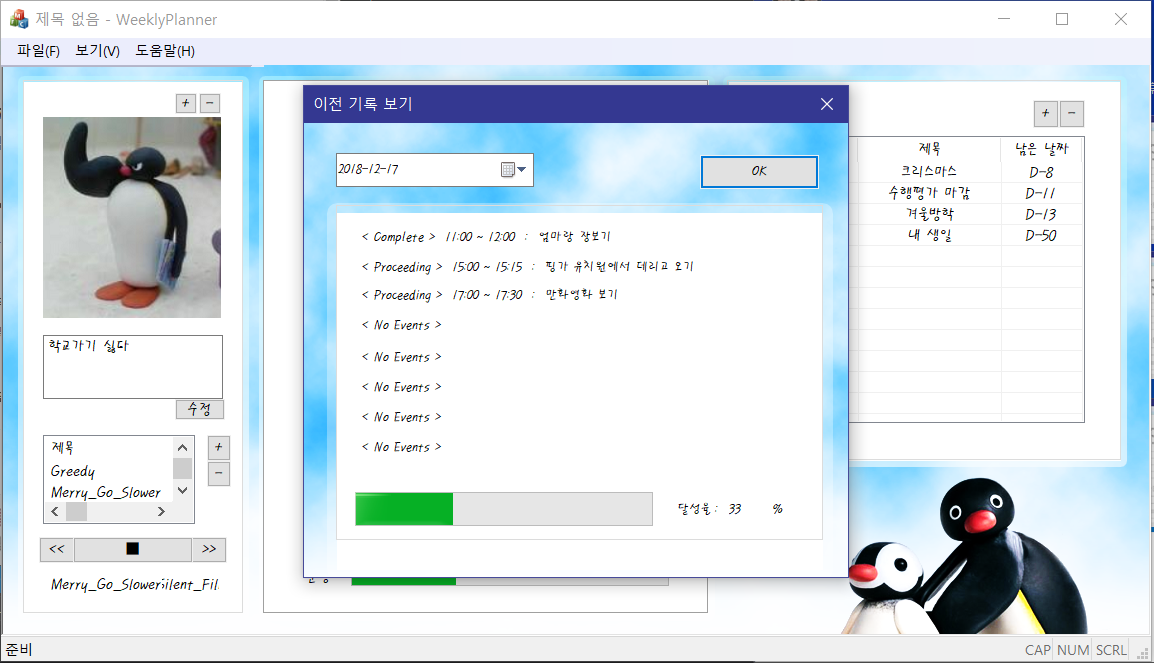 제목 없음 - WeeklyPlanner
파일(F) 보기(V) 도움말(H)
+ -
학교가기 싫다
수정
제목
Greedy
Merry_Go_Slower
+
-
<< >>
Merry_Go_Slower
이전 기록 보기
2018-12-17
OK
< Complete > 11:00 ~ 12:00 : 엄마랑 장보기
< Proceeding > 15:00 ~ 15:15 : 핑가 유치원에서 데리고 오기
< Proceeding > 17:00 ~ 17:30 : 만화영화 보기
< No Events >
< No Events >
< No Events >
< No Events >
< No Events >
달성률 : 33 %
+ -
제목 남은 날짜
크리스마스 D-8
수행평가 마감 D-11
겨울방학 D-13
내 생일 D-50
준비
CAP NUM SCRL